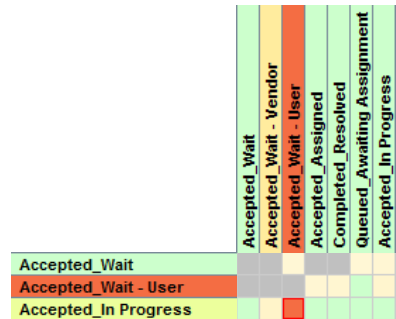 Accepted_Wait
Accepted_Wait - Vendor
Accepted_Wait - User
Accepted_Assigned
Completed_Resolved
Queued_Awaiting Assignment
Accepted_In Progress
Accepted_Wait
Accepted_Wait - User
Accepted_In Progress